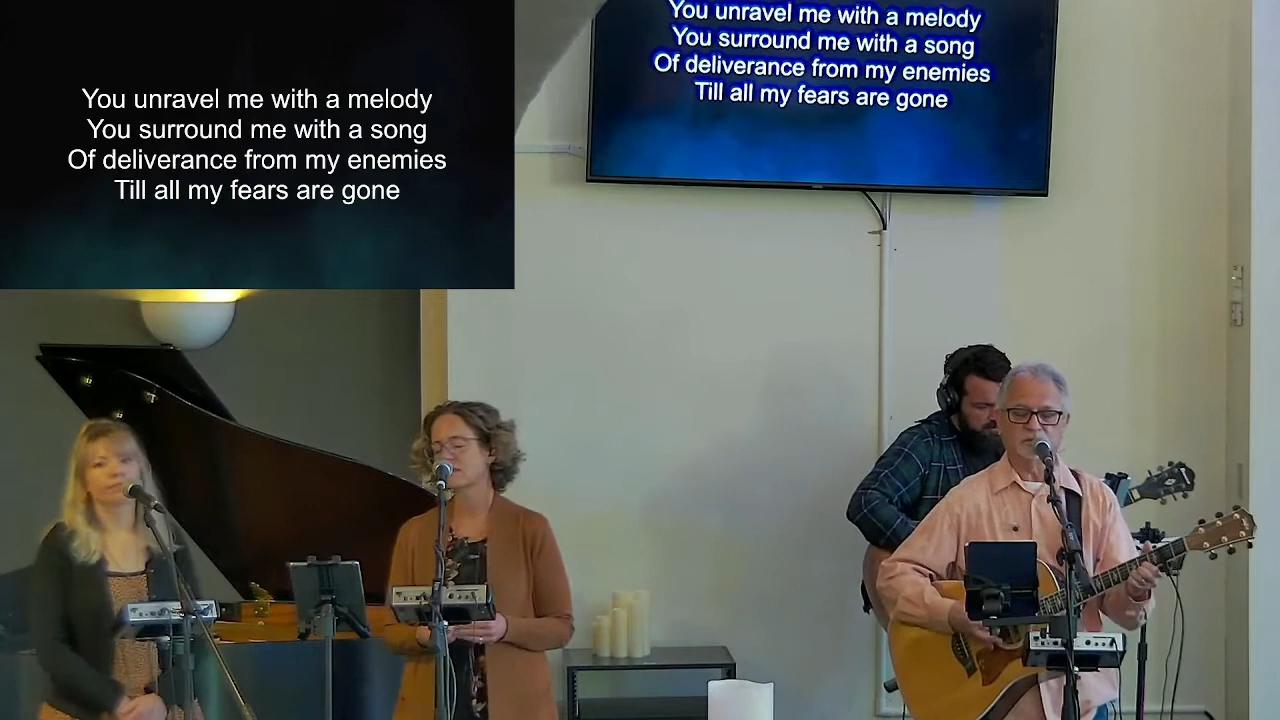 You unravel me with a melody
You surround me with a song
Of deliverance from my enemies
Till all my fears are gone
You unravel me with a melody
You surround me with a song
Of deliverance from my enemies
Till all my fears are gone